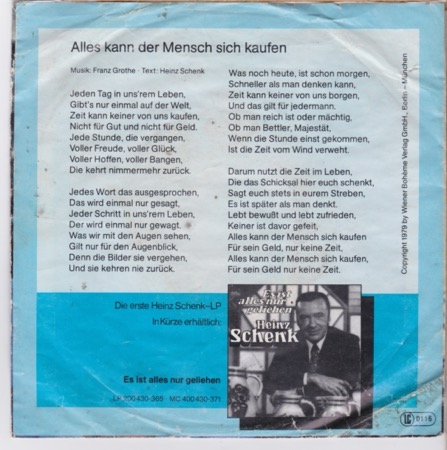 Alles kann der Mensch sich kaufen
Musik: Franz Grothe · Text: Heinz Schenk
Jeden Tag in uns'rem Leben,
Gibt's nur einmal auf der Welt,
Zeit kann keiner von uns kaufen,
Nicht für Gut und nicht für Geld.
Jede Stunde, die vergangen,
Voller Freude, voller Glück,
Voller Hoffen, voller Bangen,
Die kehrt nimmermehr zurück.
Jedes Wort das ausgesprochen,
Das wird einmal nur gesagt,
Jeder Schritt in uns'rem Leben,
Der wird einmal nur gewagt.
Was wir mit den Augen sehen,
Gilt nur für den Augenblick,
Denn die Bilder sie vergehen,
Und sie kehren nie zurück.
Was noch heute, ist schon morgen,
Schneller als man denken kann,
Zeit kann keiner von uns borgen,
Und das gilt für jedermann.
Ob man reich ist oder mächtig,
Ob man Bettler, Majestät,
Wenn die Stunde einst gekommen,
Ist die Zeit vom Wind verweht.
Darum nutzt die Zeit im Leben,
Die das Schicksal hier euch schenkt,
Sagt euch stets in eurem Streben,
Es ist später als man denkt.
Lebt bewußt und lebt zufrieden,
Keiner ist davor gefeit,
Alles kann der Mensch sich kaufen
Für sein Geld, nur keine Zeit,
Alles kann der Mensch sich kaufen,
Für sein Geld nur keine Zeit.
Copyright 1979 by Wiener Bohème Verlag GmbH., Berlin – München
Die erste Heinz Schenk–LP
In Kürze erhältlich:
Es ist alles nur geliehen
LP 200 430-365 MC 400 430-371
Es ist
alles nur
geliehen
Heinz
Schenk
LC 0116